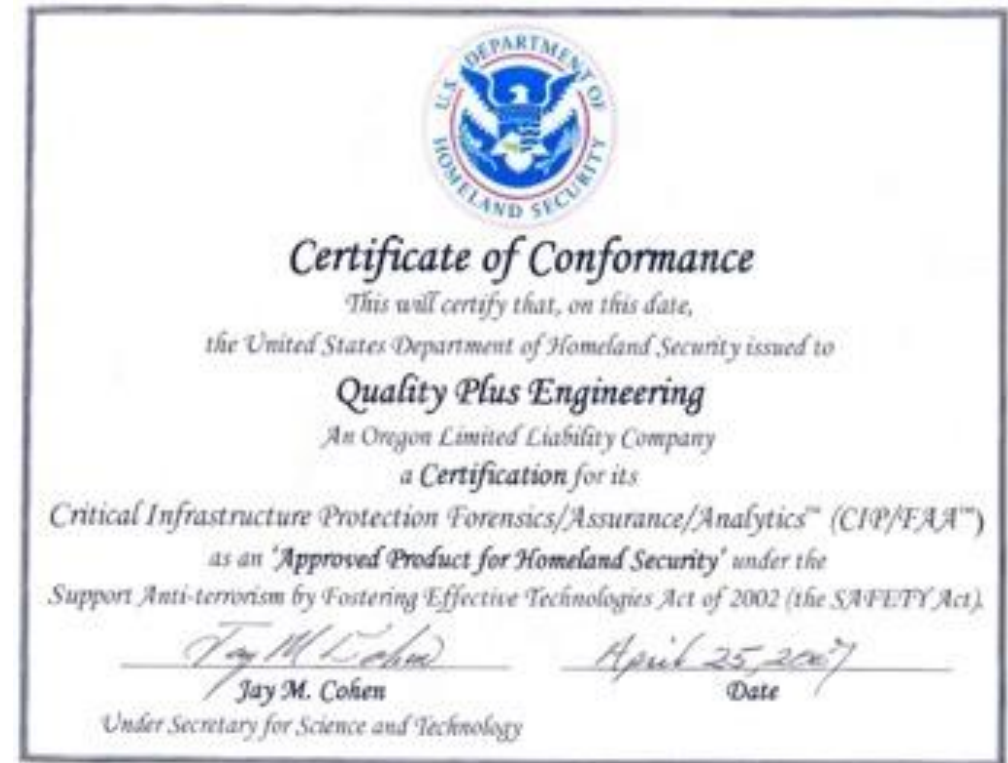 U.S. DEPARTMENT OF
HOMELAND SECURITY
Certificate of Conformance
This will certify that, on this date,
the United States Department of Homeland Security issued to
Quality Plus Engineering
An Oregon Limited Liability Company
a Certification for its
Critical Infrastructure Protection Forensics/Assurance/Analytics™ (CIP/FAA™)
as an "Approved Product for Homeland Security" under the
Support Anti-terrorism by Fostering Effective Technologies Act of 2002 (the SAFETY Act).
Jay M Cohen April 25, 2007
Jay M. Cohen Date
Under Secretary for Science and Technology